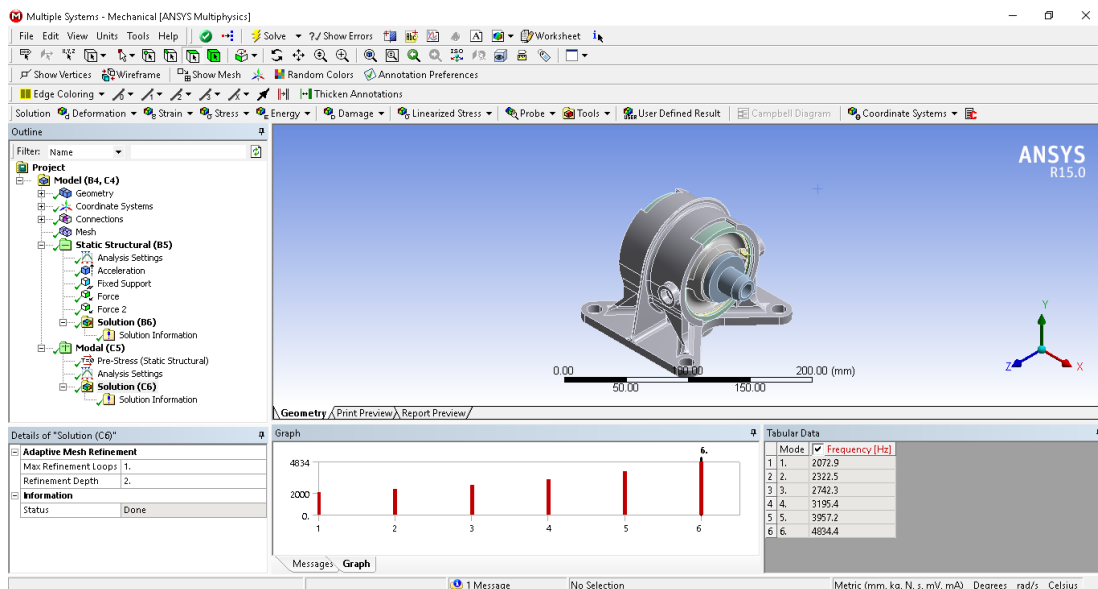 Multiple Systems - Mechanical [ANSYS Multiphysics]
File Edit View Units Tools Help Solve ?/ Show Errors Worksheet
Show Vertices Wireframe Show Mesh Random Colors Annotation Preferences
Edge Coloring Thicken Annotations
Solution Deformation Strain Stress Energy Damage Linearized Stress Probe Tools User Defined Result Campbell Diagram Coordinate Systems
Outline
Filter: Name
Project
Model (B4, C4)
Geometry
Coordinate Systems
Connections
Mesh
Static Structural (B5)
Analysis Settings
Acceleration
Fixed Support
Force
Force 2
Solution (B6)
Solution Information
Modal (C5)
Pre-Stress (Static Structural)
Analysis Settings
Solution (C6)
Solution Information
ANSYS
R15.0
Y
Z X
0.00 100.00 200.00 (mm)
50.00 150.00
Geometry Print Preview Report Preview
Details of "Solution (C6)"
Adaptive Mesh Refinement
Max Refinement Loops 1.
Refinement Depth 2.
Information
Status Done
Graph
6.
4834
2000
0.
1 2 3 4 5 6
Messages Graph
Tabular Data
Mode Frequency [Hz]
1 1. 2072.9
2 2. 2322.5
3 3. 2742.3
4 4. 3195.4
5 5. 3957.2
6 6. 4834.4
1 Message No Selection Metric (mm, kg, N, s, mV, mA) Degrees rad/s Celsius